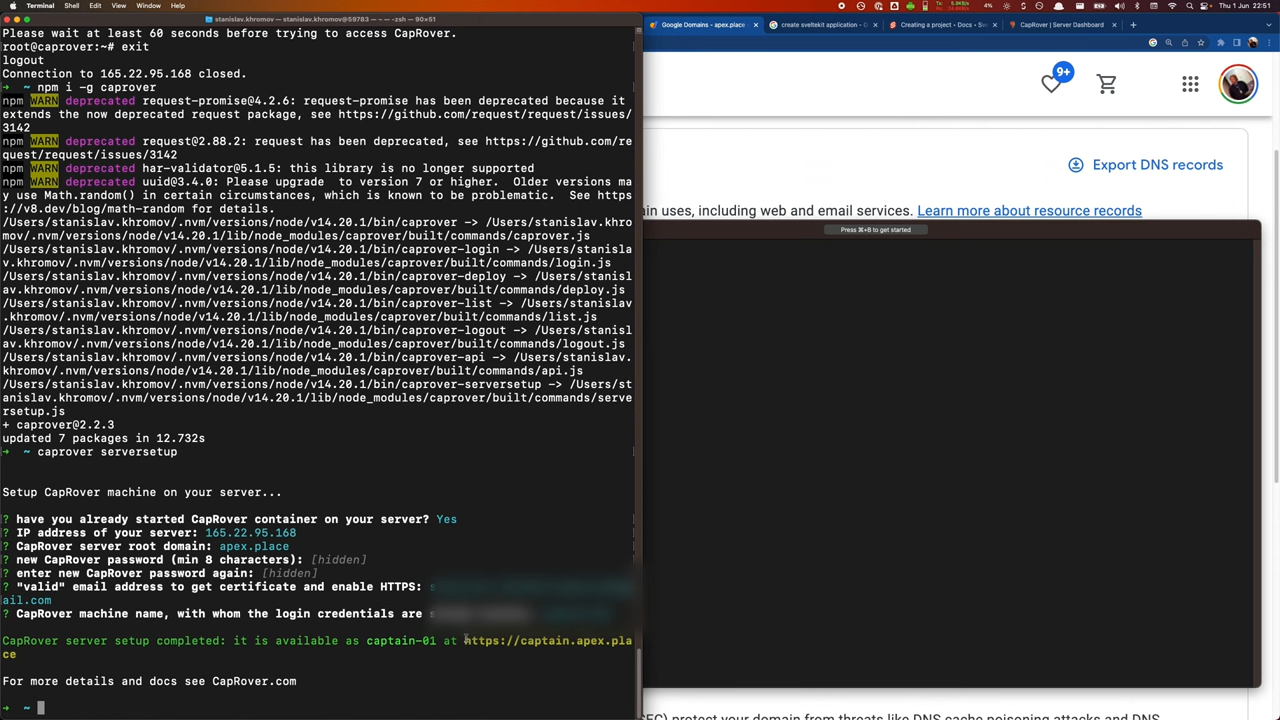 Terminal Shell Edit View Window Help
Thu 1 Jun 22:51
stanislav.khromov — stanislav.khromov@59783 — -zsh — 90×51
ase wait at least 60 seconds before trying to access CapRover.
root@caprover:~# exit
logout
Connection to 165.22.95.168 closed.
➜ ~ npm i -g caprover
npm WARN deprecated request-promise@4.2.6: request-promise has been deprecated because it
extends the now deprecated request package, see https://github.com/request/request/issues/
3142
npm WARN deprecated request@2.88.2: request has been deprecated, see https://github.com/re
quest/request/issues/3142
npm WARN deprecated har-validator@5.1.5: this library is no longer supported
npm WARN deprecated uuid@3.4.0: Please upgrade  to version 7 or higher.  Older versions ma
y use Math.random() in certain circumstances, which is known to be problematic.  See https
://v8.dev/blog/math-random for details.
/Users/stanislav.khromov/.nvm/versions/node/v14.20.1/bin/caprover -> /Users/stanislav.khro
mov/.nvm/versions/node/v14.20.1/lib/node_modules/caprover/built/commands/caprover.js
/Users/stanislav.khromov/.nvm/versions/node/v14.20.1/bin/caprover-login -> /Users/stanisla
v.khromov/.nvm/versions/node/v14.20.1/lib/node_modules/caprover/built/commands/login.js
/Users/stanislav.khromov/.nvm/versions/node/v14.20.1/bin/caprover-deploy -> /Users/stanisl
av.khromov/.nvm/versions/node/v14.20.1/lib/node_modules/caprover/built/commands/deploy.js
/Users/stanislav.khromov/.nvm/versions/node/v14.20.1/bin/caprover-list -> /Users/stanislav
.khromov/.nvm/versions/node/v14.20.1/lib/node_modules/caprover/built/commands/list.js
/Users/stanislav.khromov/.nvm/versions/node/v14.20.1/bin/caprover-logout -> /Users/stanisl
av.khromov/.nvm/versions/node/v14.20.1/lib/node_modules/caprover/built/commands/logout.js
/Users/stanislav.khromov/.nvm/versions/node/v14.20.1/bin/caprover-api -> /Users/stanislav.
khromov/.nvm/versions/node/v14.20.1/lib/node_modules/caprover/built/commands/api.js
/Users/stanislav.khromov/.nvm/versions/node/v14.20.1/bin/caprover-serversetup -> /Users/st
anislav.khromov/.nvm/versions/node/v14.20.1/lib/node_modules/caprover/built/commands/serve
rsetup.js
+ caprover@2.2.3
updated 7 packages in 12.732s
➜ ~ caprover serversetup
Setup CapRover machine on your server...
? have you already started CapRover container on your server? Yes
? IP address of your server: 165.22.95.168
? CapRover server root domain: apex.place
? new CapRover password (min 8 characters): [hidden]
? enter new CapRover password again: [hidden]
? "valid" email address to get certificate and enable HTTPS:
ail.com
? CapRover machine name, with whom the login credentials are
CapRover server setup completed: it is available as captain-01 at https://captain.apex.pla
ce
For more details and docs see CapRover.com
➜ ~
Google Domains - apex.place
create sveltekit application - G
Creating a project • Docs • Sv
CapRover | Server Dashboard
9+
Export DNS records
in uses, including web and email services. Learn more about resource records
Press ⌘+B to get started
SEC) protect your domain from threats like DNS cache poisoning attacks and DNS